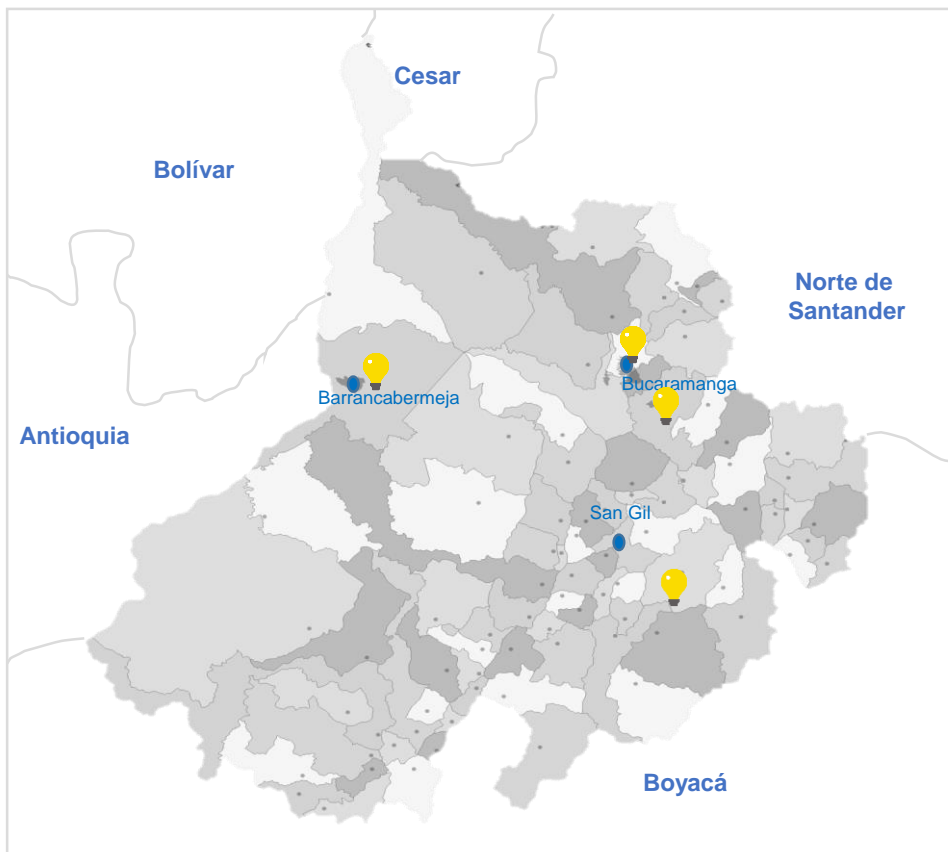 Cesar
Bolívar
Norte de
Santander
Bucaramanga
Barrancabermeja
Antioquia
San Gil
Boyacá